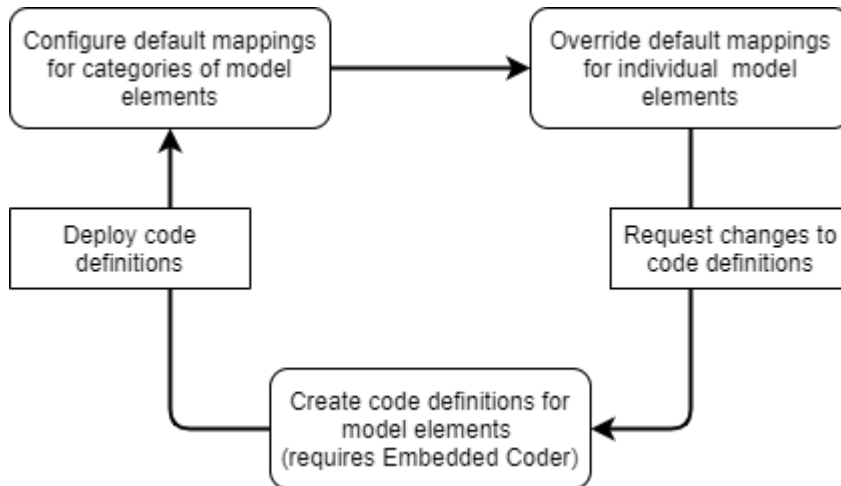 Configure default mappings
for categories of model
elements
Override default mappings
for individual model
elements
Deploy code
definitions
Request changes to
code definitions
Create code definitions for
model elements
(requires Embedded Coder)